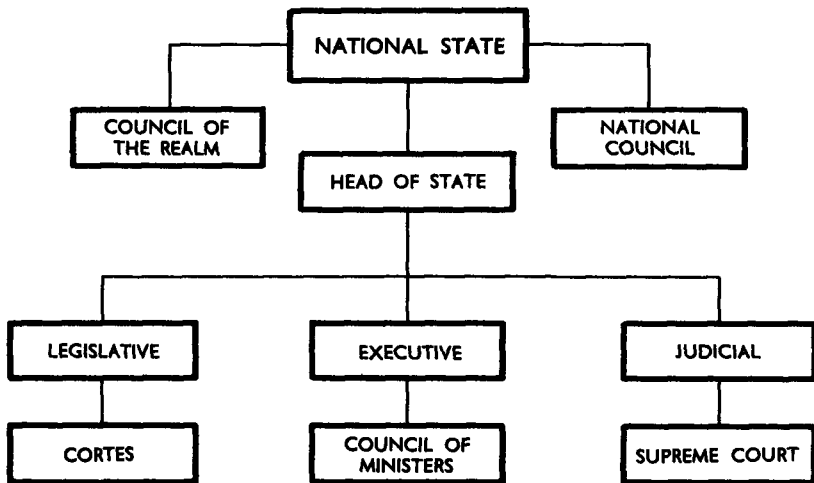 NATIONAL STATE
COUNCIL OF
THE REALM
NATIONAL
COUNCIL
HEAD OF STATE
LEGISLATIVE
EXECUTIVE
JUDICIAL
CORTES
COUNCIL OF
MINISTERS
SUPREME COURT